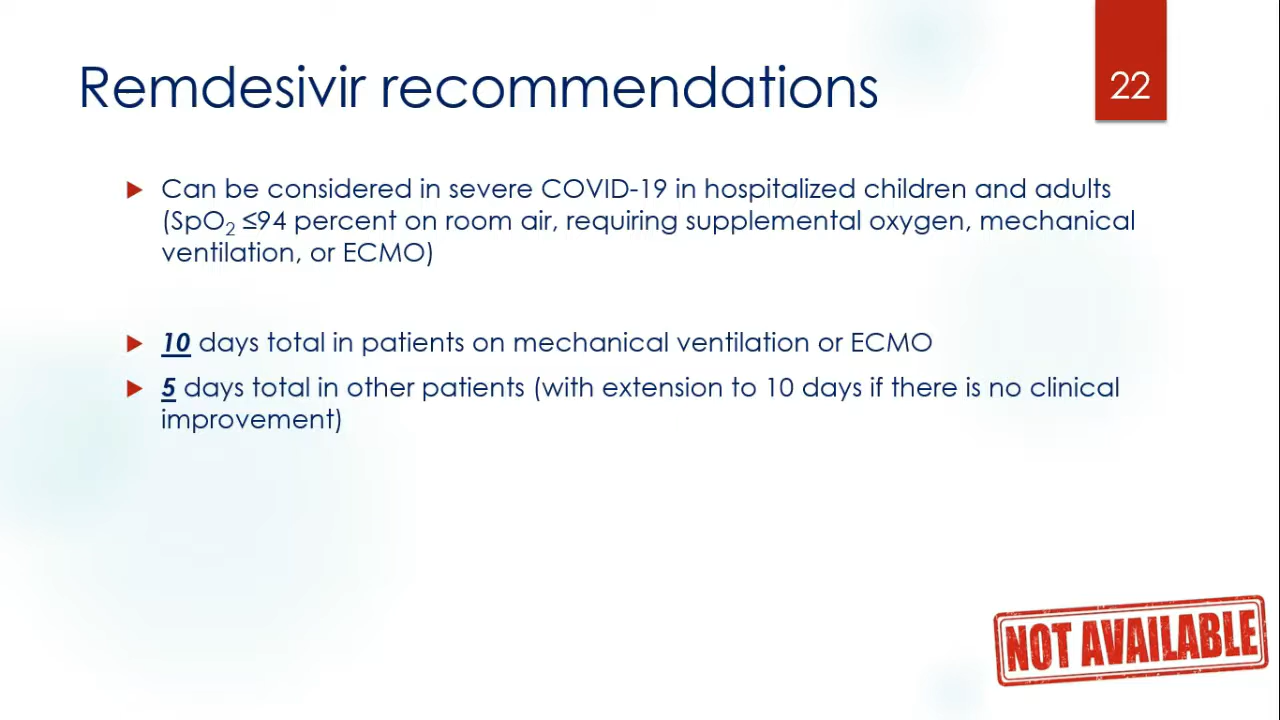 Remdesivir recommendations
22
Can be considered in severe COVID-19 in hospitalized children and adults
(SpO₂ ≤94 percent on room air, requiring supplemental oxygen, mechanical
ventilation, or ECMO)
10 days total in patients on mechanical ventilation or ECMO
5 days total in other patients (with extension to 10 days if there is no clinical
improvement)
NOT AVAILABLE